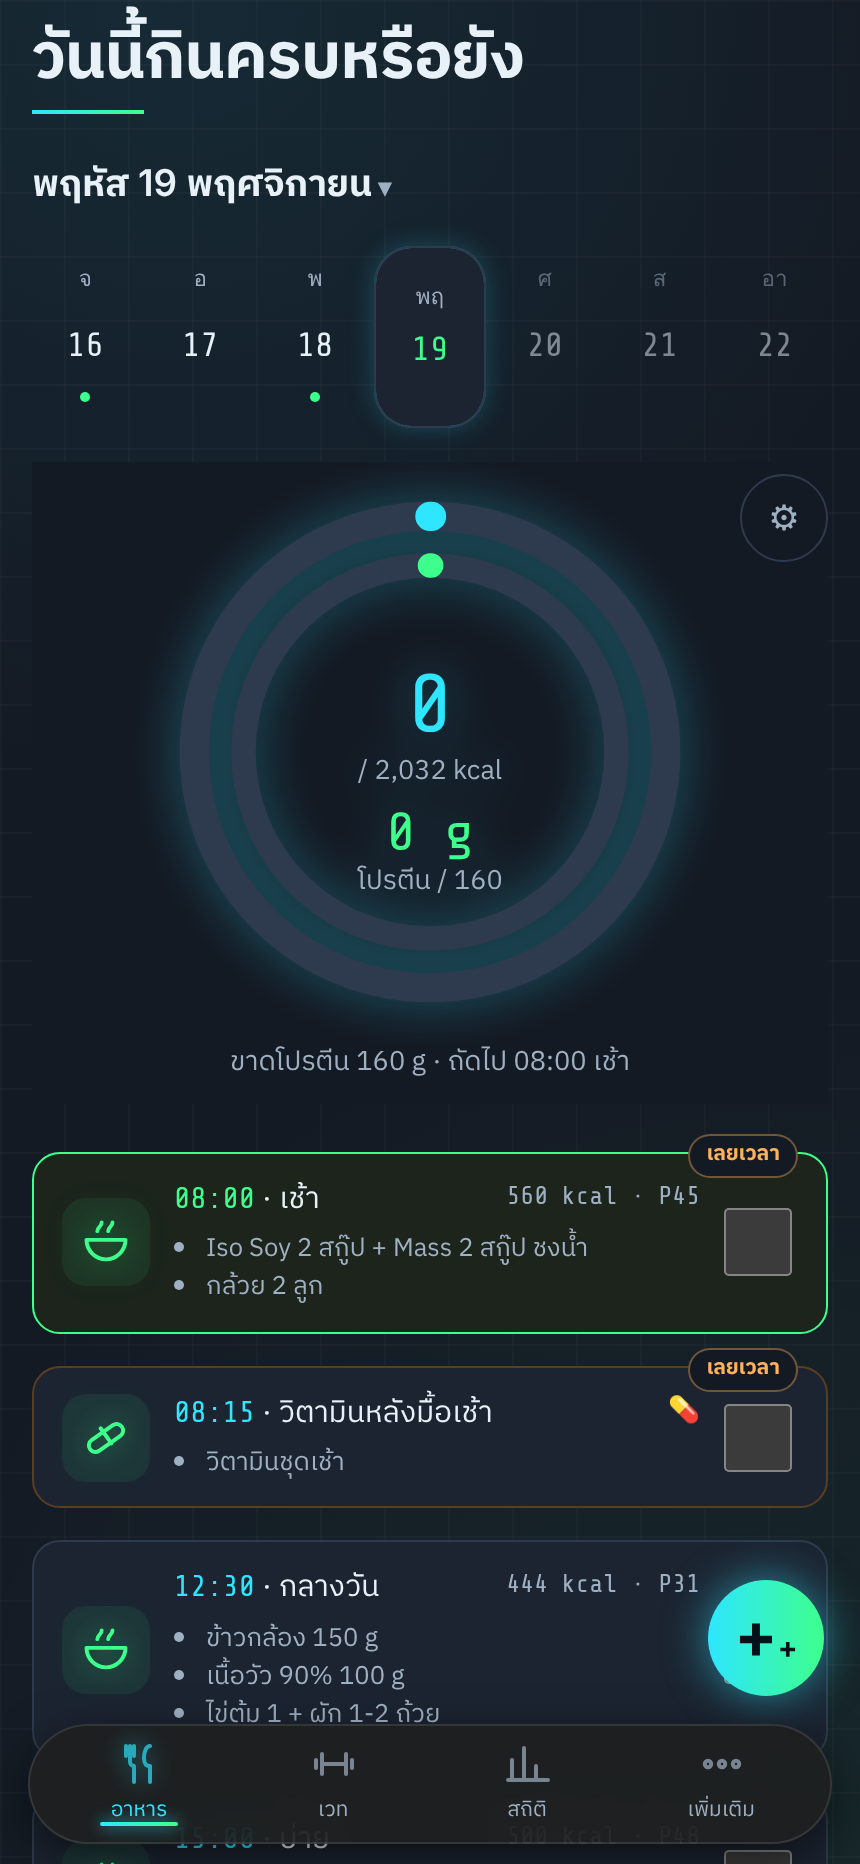 วันนี้กินครบหรือยัง
พฤหัส 19 พฤศจิกายน ▾
จ อ พ พฤ ศ ส อา
16 17 18 19 20 21 22
0
/ 2,032 kcal
0 g
โปรตีน / 160
ขาดโปรตีน 160 g · ถัดไป 08:00 เช้า
เลยเวลา
08:00 · เช้า 560 kcal · P45
Iso Soy 2 สกู๊ป + Mass 2 สกู๊ป ชงน้ำ
กล้วย 2 ลูก
เลยเวลา
08:15 · วิตามินหลังมื้อเช้า
วิตามินชุดเช้า
12:30 · กลางวัน 444 kcal · P31
ข้าวกล้อง 150 g
เนื้อวัว 90% 100 g
ไข่ต้ม 1 + ผัก 1-2 ถ้วย
อาหาร เวท สถิติ เพิ่มเติม
15:00 · บ่าย 500 kcal · P48